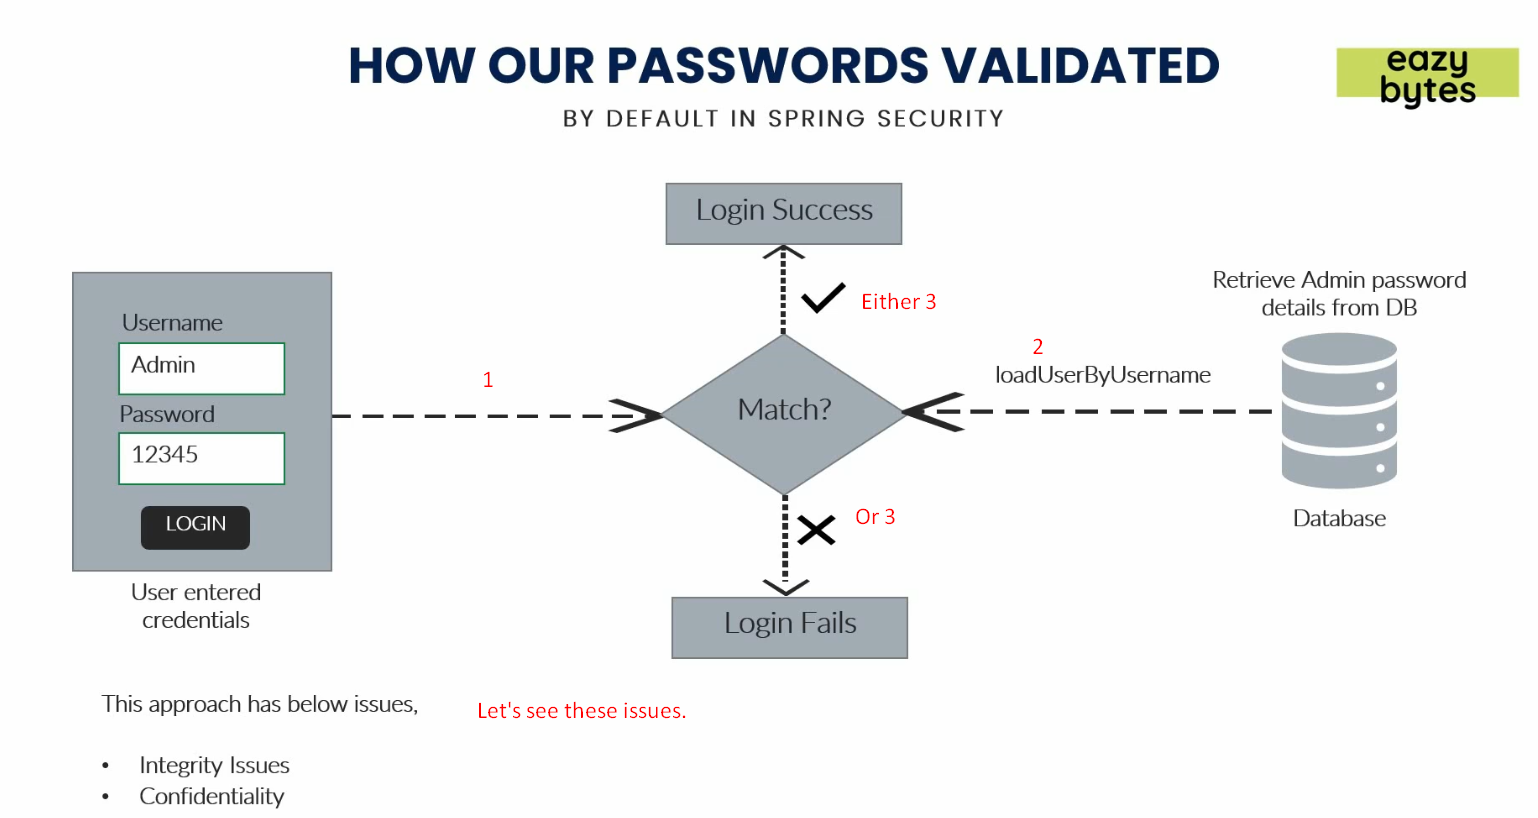 HOW OUR PASSWORDS VALIDATED
BY DEFAULT IN SPRING SECURITY
eazy
bytes
Login Success
Either 3
Username
Admin
Password
12345
LOGIN
User entered
credentials
1
Match?
2
loadUserByUsername
Retrieve Admin password
details from DB
Database
Or 3
Login Fails
This approach has below issues,
Let's see these issues.
• Integrity Issues
• Confidentiality